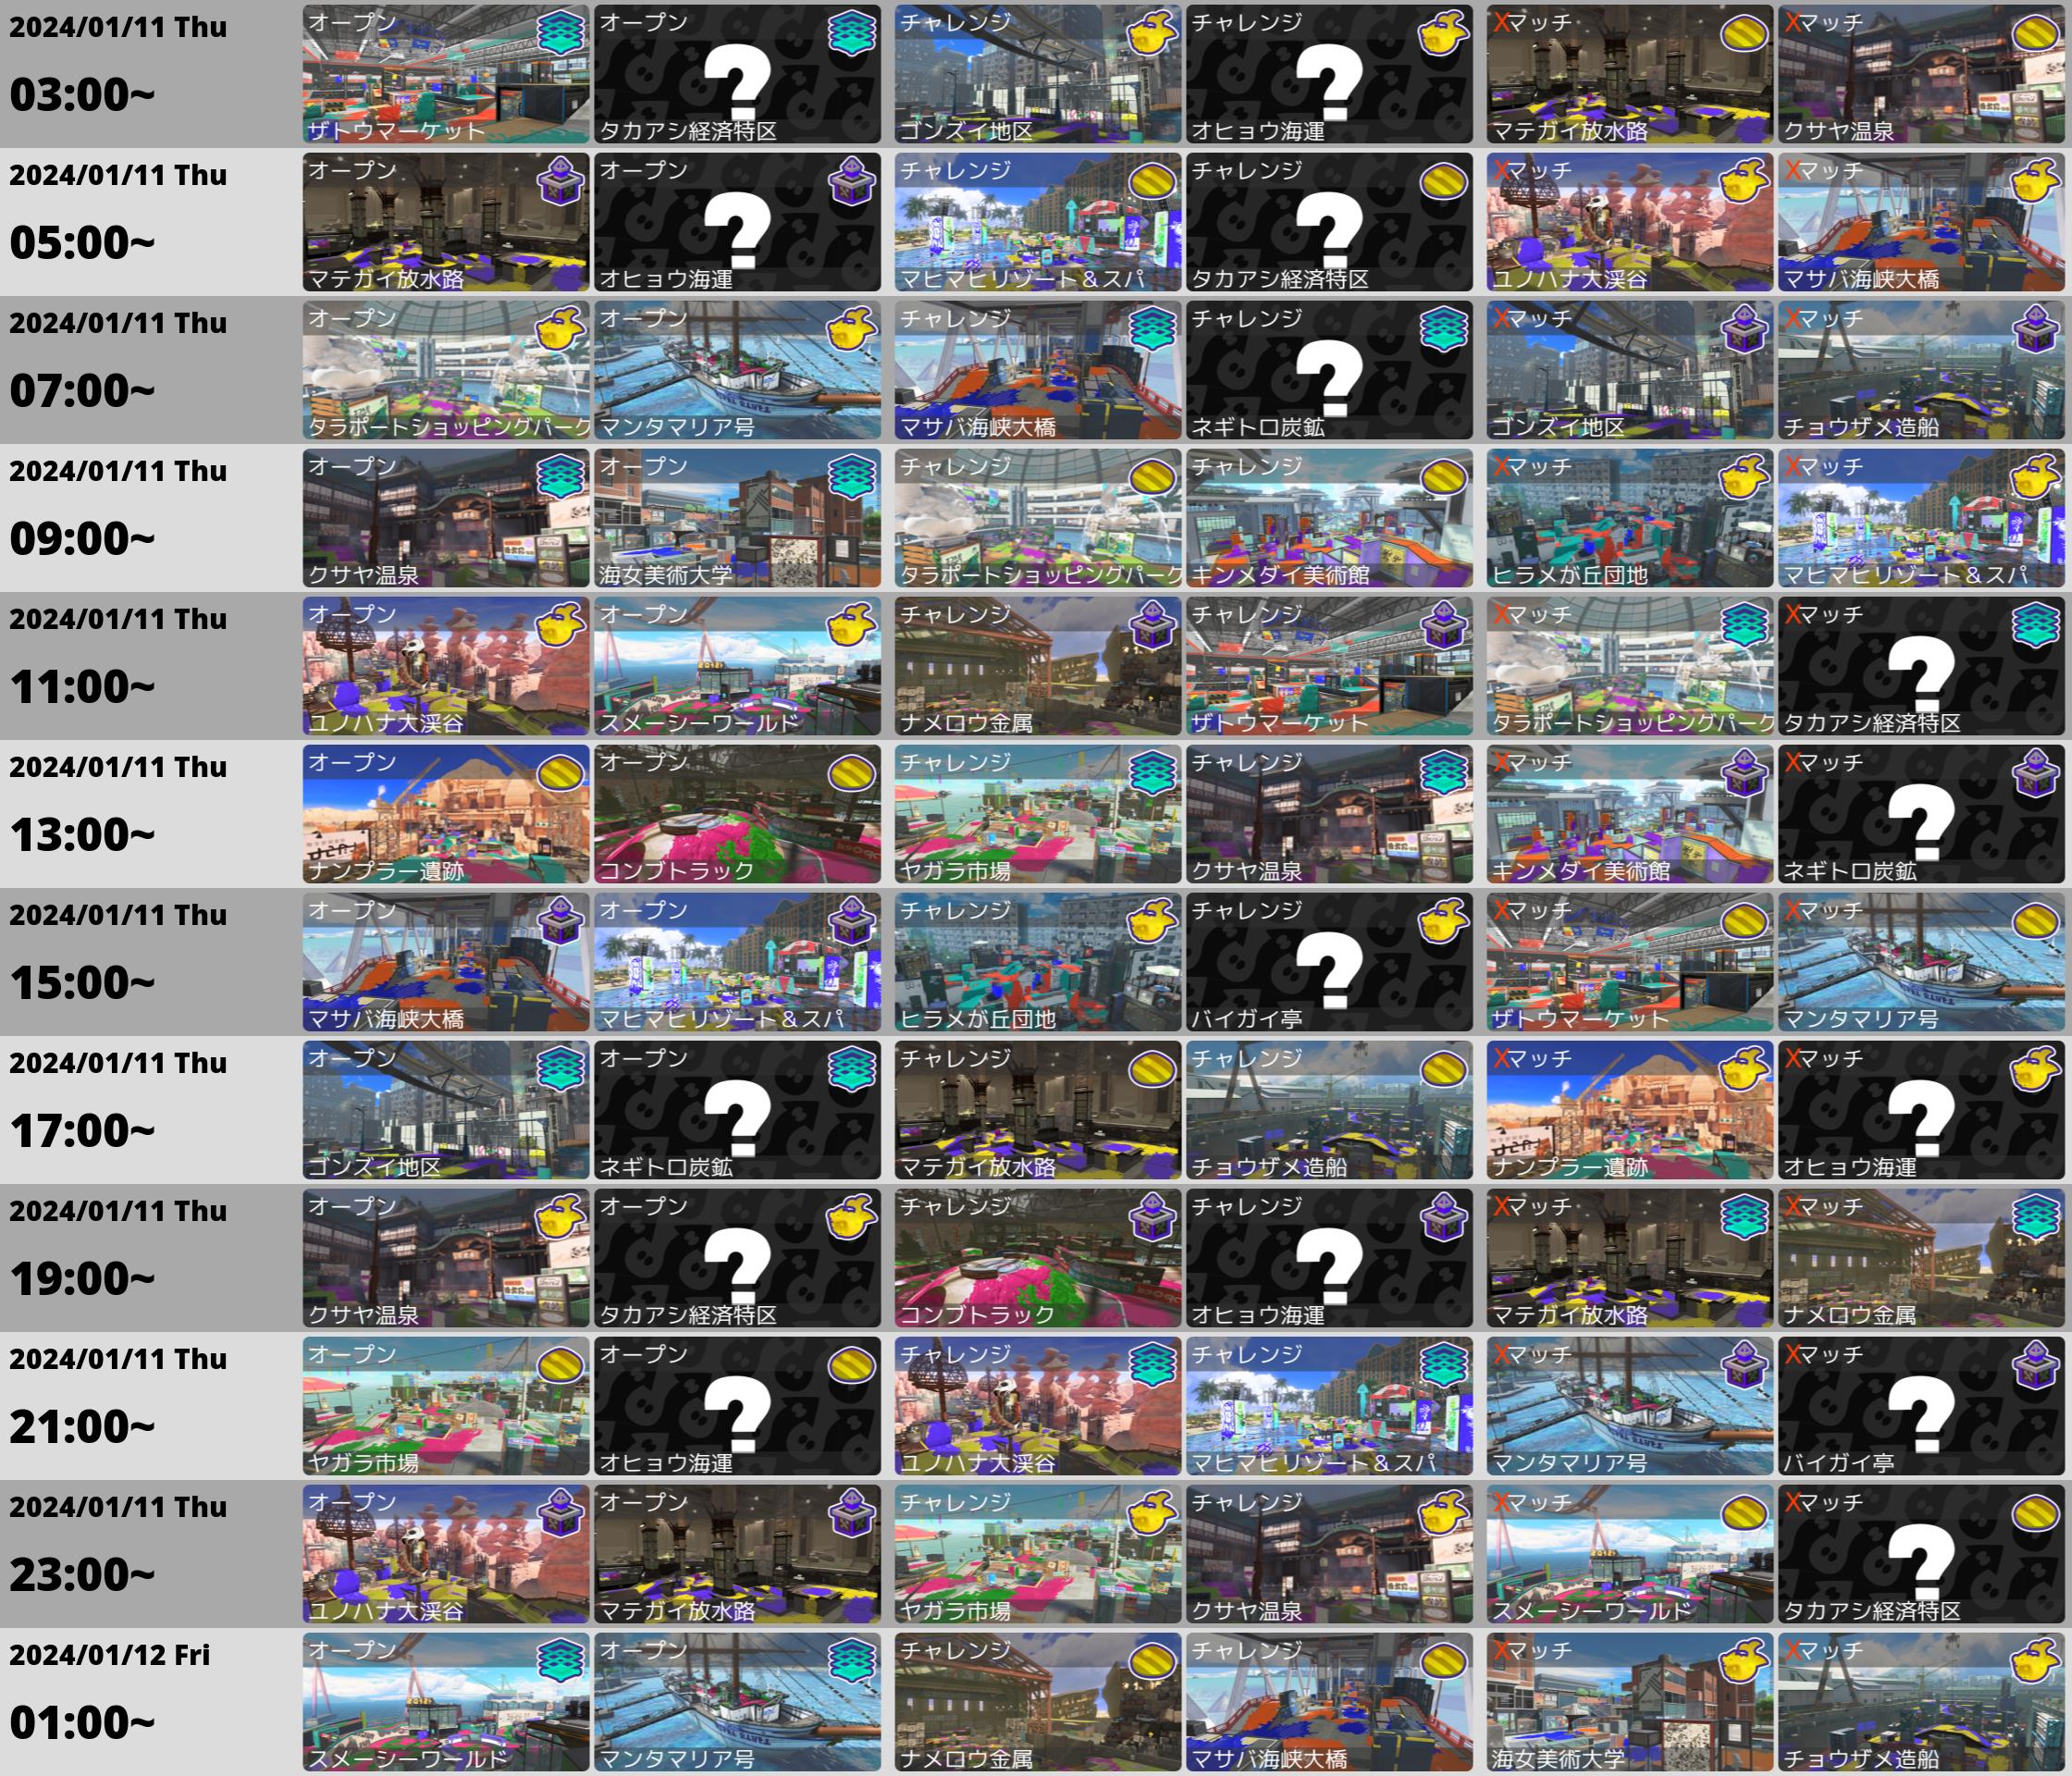 2024/01/11 Thu
03:00~
オープン
ザトウマーケット
オープン
タカアシ経済特区
チャレンジ
ゴンズイ地区
チャレンジ
オヒョウ海運
Xマッチ
マテガイ放水路
Xマッチ
クサヤ温泉
2024/01/11 Thu
05:00~
オープン
マテガイ放水路
オープン
オヒョウ海運
チャレンジ
マヒマヒリゾート&スパ
チャレンジ
タカアシ経済特区
Xマッチ
ユノハナ大渓谷
Xマッチ
マサバ海峡大橋
2024/01/11 Thu
07:00~
オープン
タラポートショッピングパーク
オープン
マンタマリア号
チャレンジ
マサバ海峡大橋
チャレンジ
ネギトロ炭鉱
Xマッチ
ゴンズイ地区
Xマッチ
チョウザメ造船
2024/01/11 Thu
09:00~
オープン
クサヤ温泉
オープン
海女美術大学
チャレンジ
タラポートショッピングパーク
チャレンジ
キンメダイ美術館
Xマッチ
ヒラメが丘団地
Xマッチ
マヒマヒリゾート&スパ
2024/01/11 Thu
11:00~
オープン
ユノハナ大渓谷
オープン
スメーシーワールド
チャレンジ
ナメロウ金属
チャレンジ
ザトウマーケット
Xマッチ
タラポートショッピングパーク
Xマッチ
タカアシ経済特区
2024/01/11 Thu
13:00~
オープン
ナンプラー遺跡
オープン
コンブトラック
チャレンジ
ヤガラ市場
チャレンジ
クサヤ温泉
Xマッチ
キンメダイ美術館
Xマッチ
ネギトロ炭鉱
2024/01/11 Thu
15:00~
オープン
マサバ海峡大橋
オープン
マヒマヒリゾート&スパ
チャレンジ
ヒラメが丘団地
チャレンジ
バイガイ亭
Xマッチ
ザトウマーケット
Xマッチ
マンタマリア号
2024/01/11 Thu
17:00~
オープン
ゴンズイ地区
オープン
ネギトロ炭鉱
チャレンジ
マテガイ放水路
チャレンジ
チョウザメ造船
Xマッチ
ナンプラー遺跡
Xマッチ
オヒョウ海運
2024/01/11 Thu
19:00~
オープン
クサヤ温泉
オープン
タカアシ経済特区
チャレンジ
コンブトラック
チャレンジ
オヒョウ海運
Xマッチ
マテガイ放水路
Xマッチ
ナメロウ金属
2024/01/11 Thu
21:00~
オープン
ヤガラ市場
オープン
オヒョウ海運
チャレンジ
ユノハナ大渓谷
チャレンジ
マヒマヒリゾート&スパ
Xマッチ
マンタマリア号
Xマッチ
バイガイ亭
2024/01/11 Thu
23:00~
オープン
ユノハナ大渓谷
オープン
マテガイ放水路
チャレンジ
ヤガラ市場
チャレンジ
クサヤ温泉
Xマッチ
スメーシーワールド
Xマッチ
タカアシ経済特区
2024/01/12 Fri
01:00~
オープン
スメーシーワールド
オープン
マンタマリア号
チャレンジ
ナメロウ金属
チャレンジ
マサバ海峡大橋
Xマッチ
海女美術大学
Xマッチ
チョウザメ造船